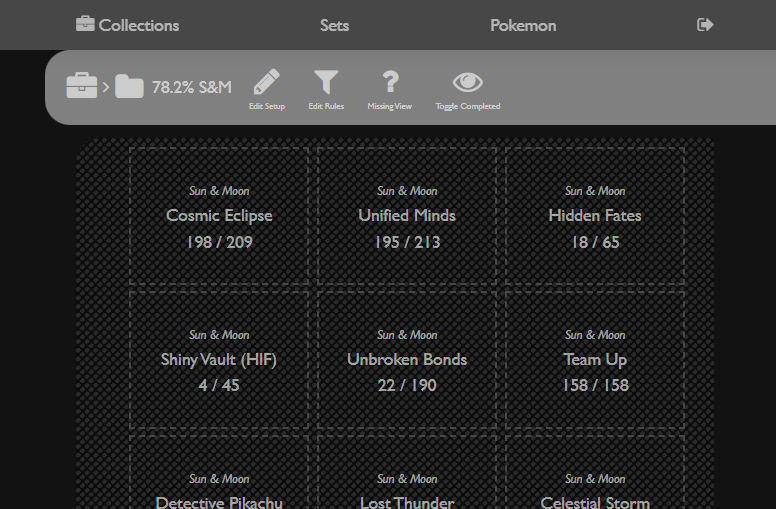 Collections Sets Pokemon
78.2% S&M
Edit Setup Edit Rules Missing View Toggle Completed
Sun & Moon Sun & Moon Sun & Moon
Cosmic Eclipse Unified Minds Hidden Fates
198 / 209 195 / 213 18 / 65
Sun & Moon Sun & Moon Sun & Moon
Shiny Vault (HIF) Unbroken Bonds Team Up
4 / 45 22 / 190 158 / 158
Sun & Moon Sun & Moon Sun & Moon
Detective Pikachu Lost Thunder Celestial Storm